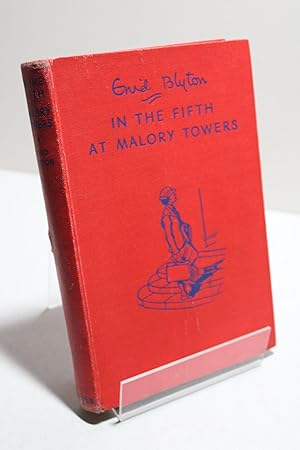 Enid Blyton
IN THE FIFTH
AT MALORY TOWERS